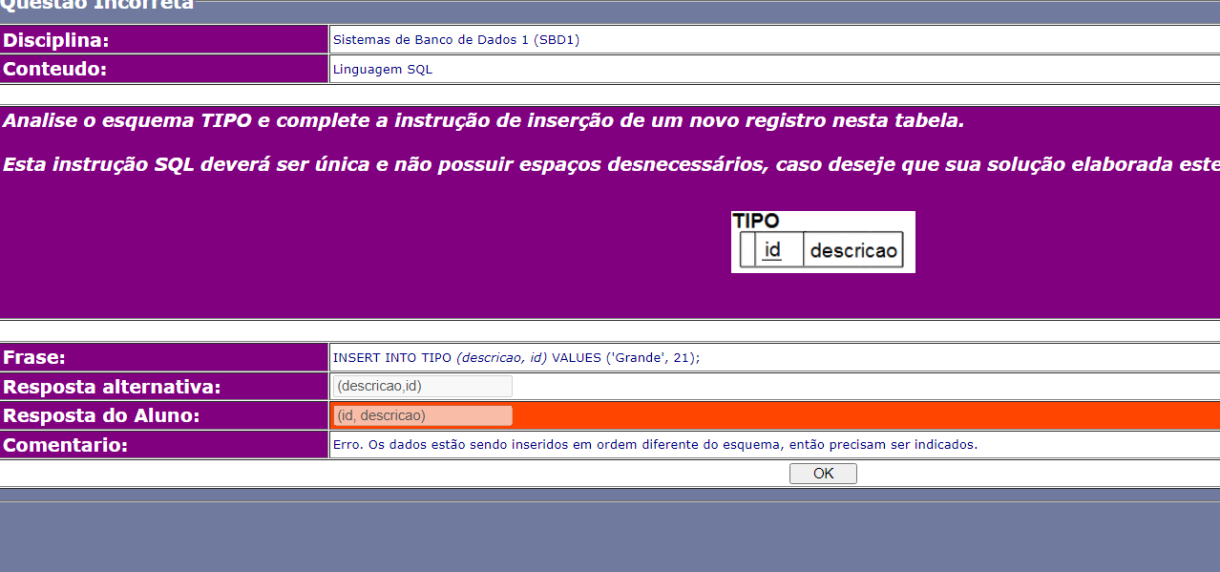 Questão Incorreta
Disciplina: Sistemas de Banco de Dados 1 (SBD1)
Conteudo: Linguagem SQL
Analise o esquema TIPO e complete a instrução de inserção de um novo registro nesta tabela.
Esta instrução SQL deverá ser única e não possuir espaços desnecessários, caso deseje que sua solução elaborada este
TIPO
id descricao
Frase: INSERT INTO TIPO (descricao, id) VALUES ('Grande', 21);
Resposta alternativa: (descricao,id)
Resposta do Aluno: (id, descricao)
Comentario: Erro. Os dados estão sendo inseridos em ordem diferente do esquema, então precisam ser indicados.
OK